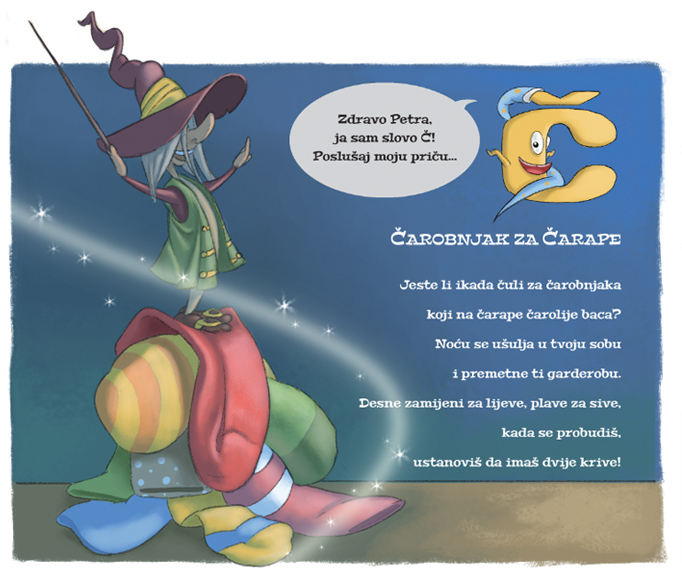 Zdravo Petra,
ja sam slovo Č!
Poslušaj moju priču...
Čarobnjak za Čarape
Jeste li ikada čuli za čarobnjaka
koji na čarape čarolije baca?
Noću se ušulja u tvoju sobu
i premetne ti garderobu.
Desne zamijeni za lijeve, plave za sive,
kada se probudiš,
ustanoviš da imaš dvije krive!